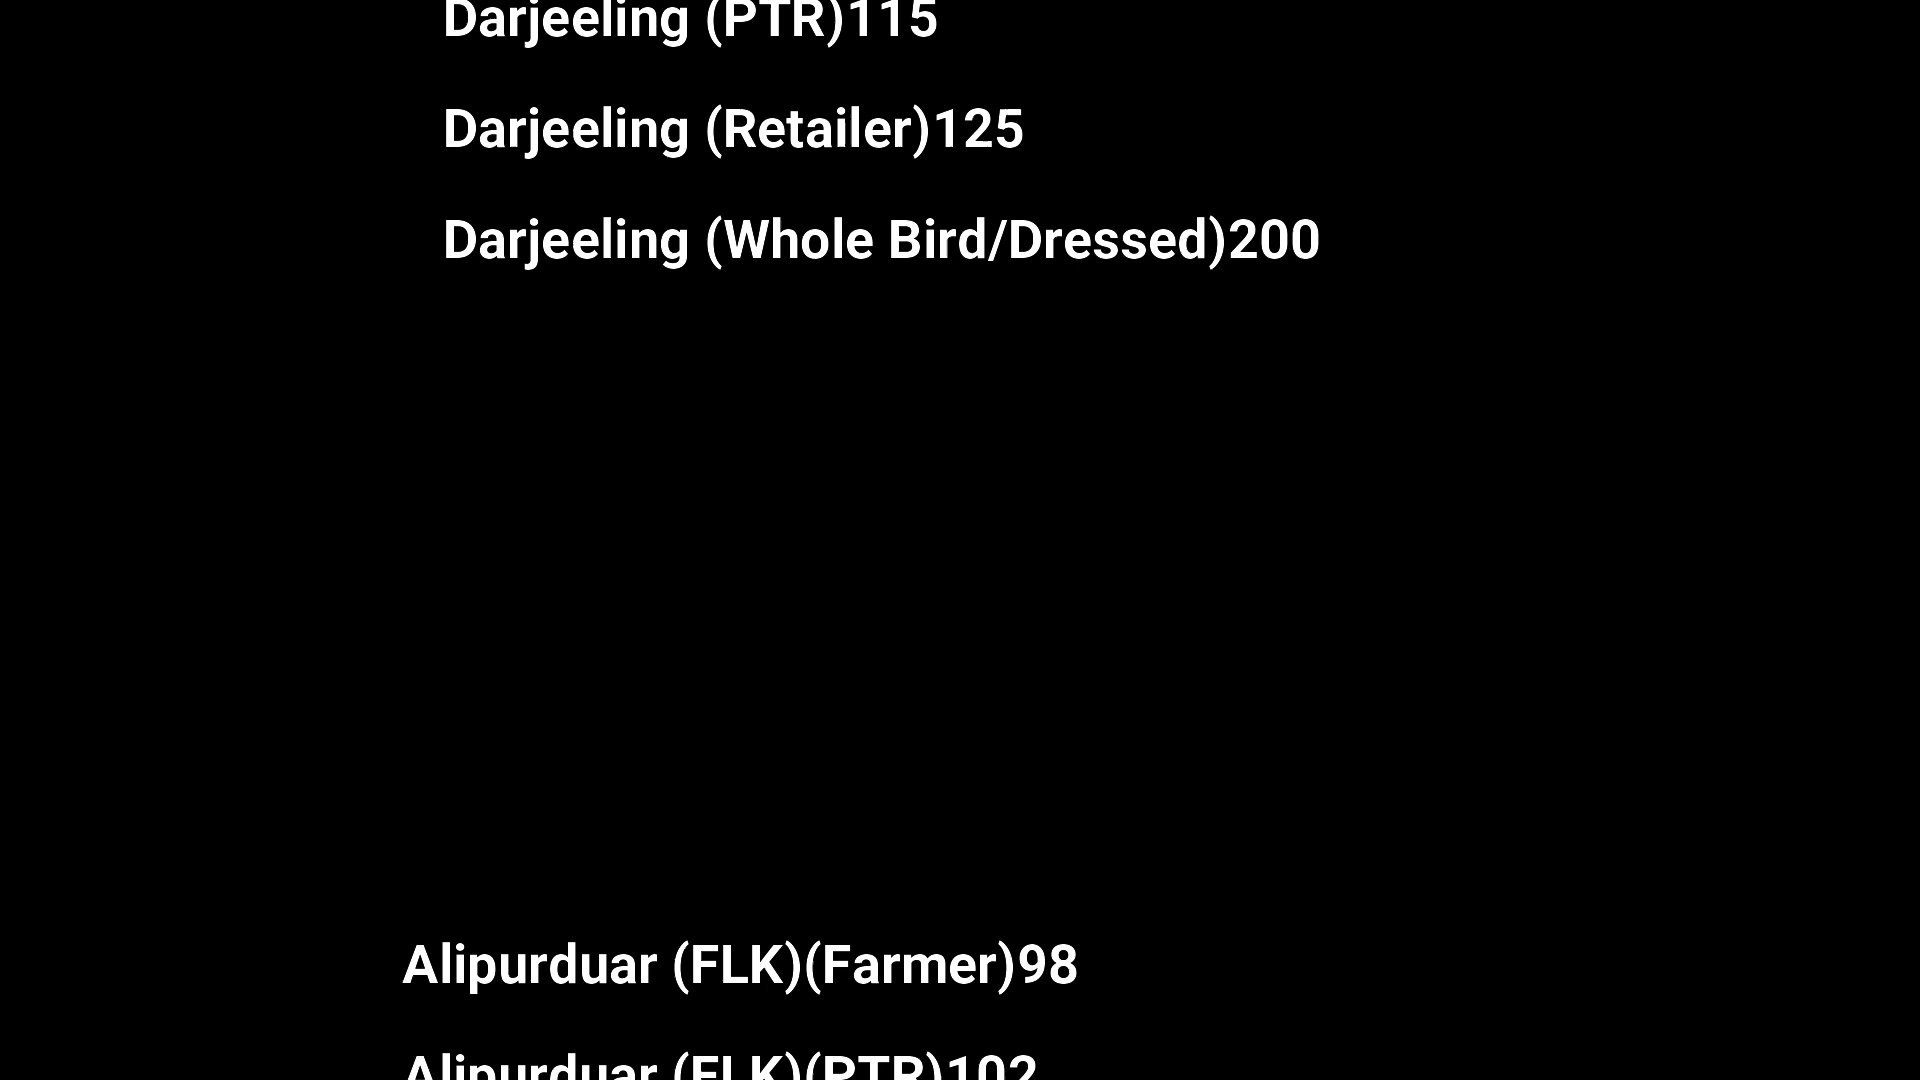 Darjeeling (PTR)115
Darjeeling (Retailer)125
Darjeeling (Whole Bird/Dressed)200
Alipurduar (FLK)(Farmer)98
Alipurduar (FLK)(PTR)102